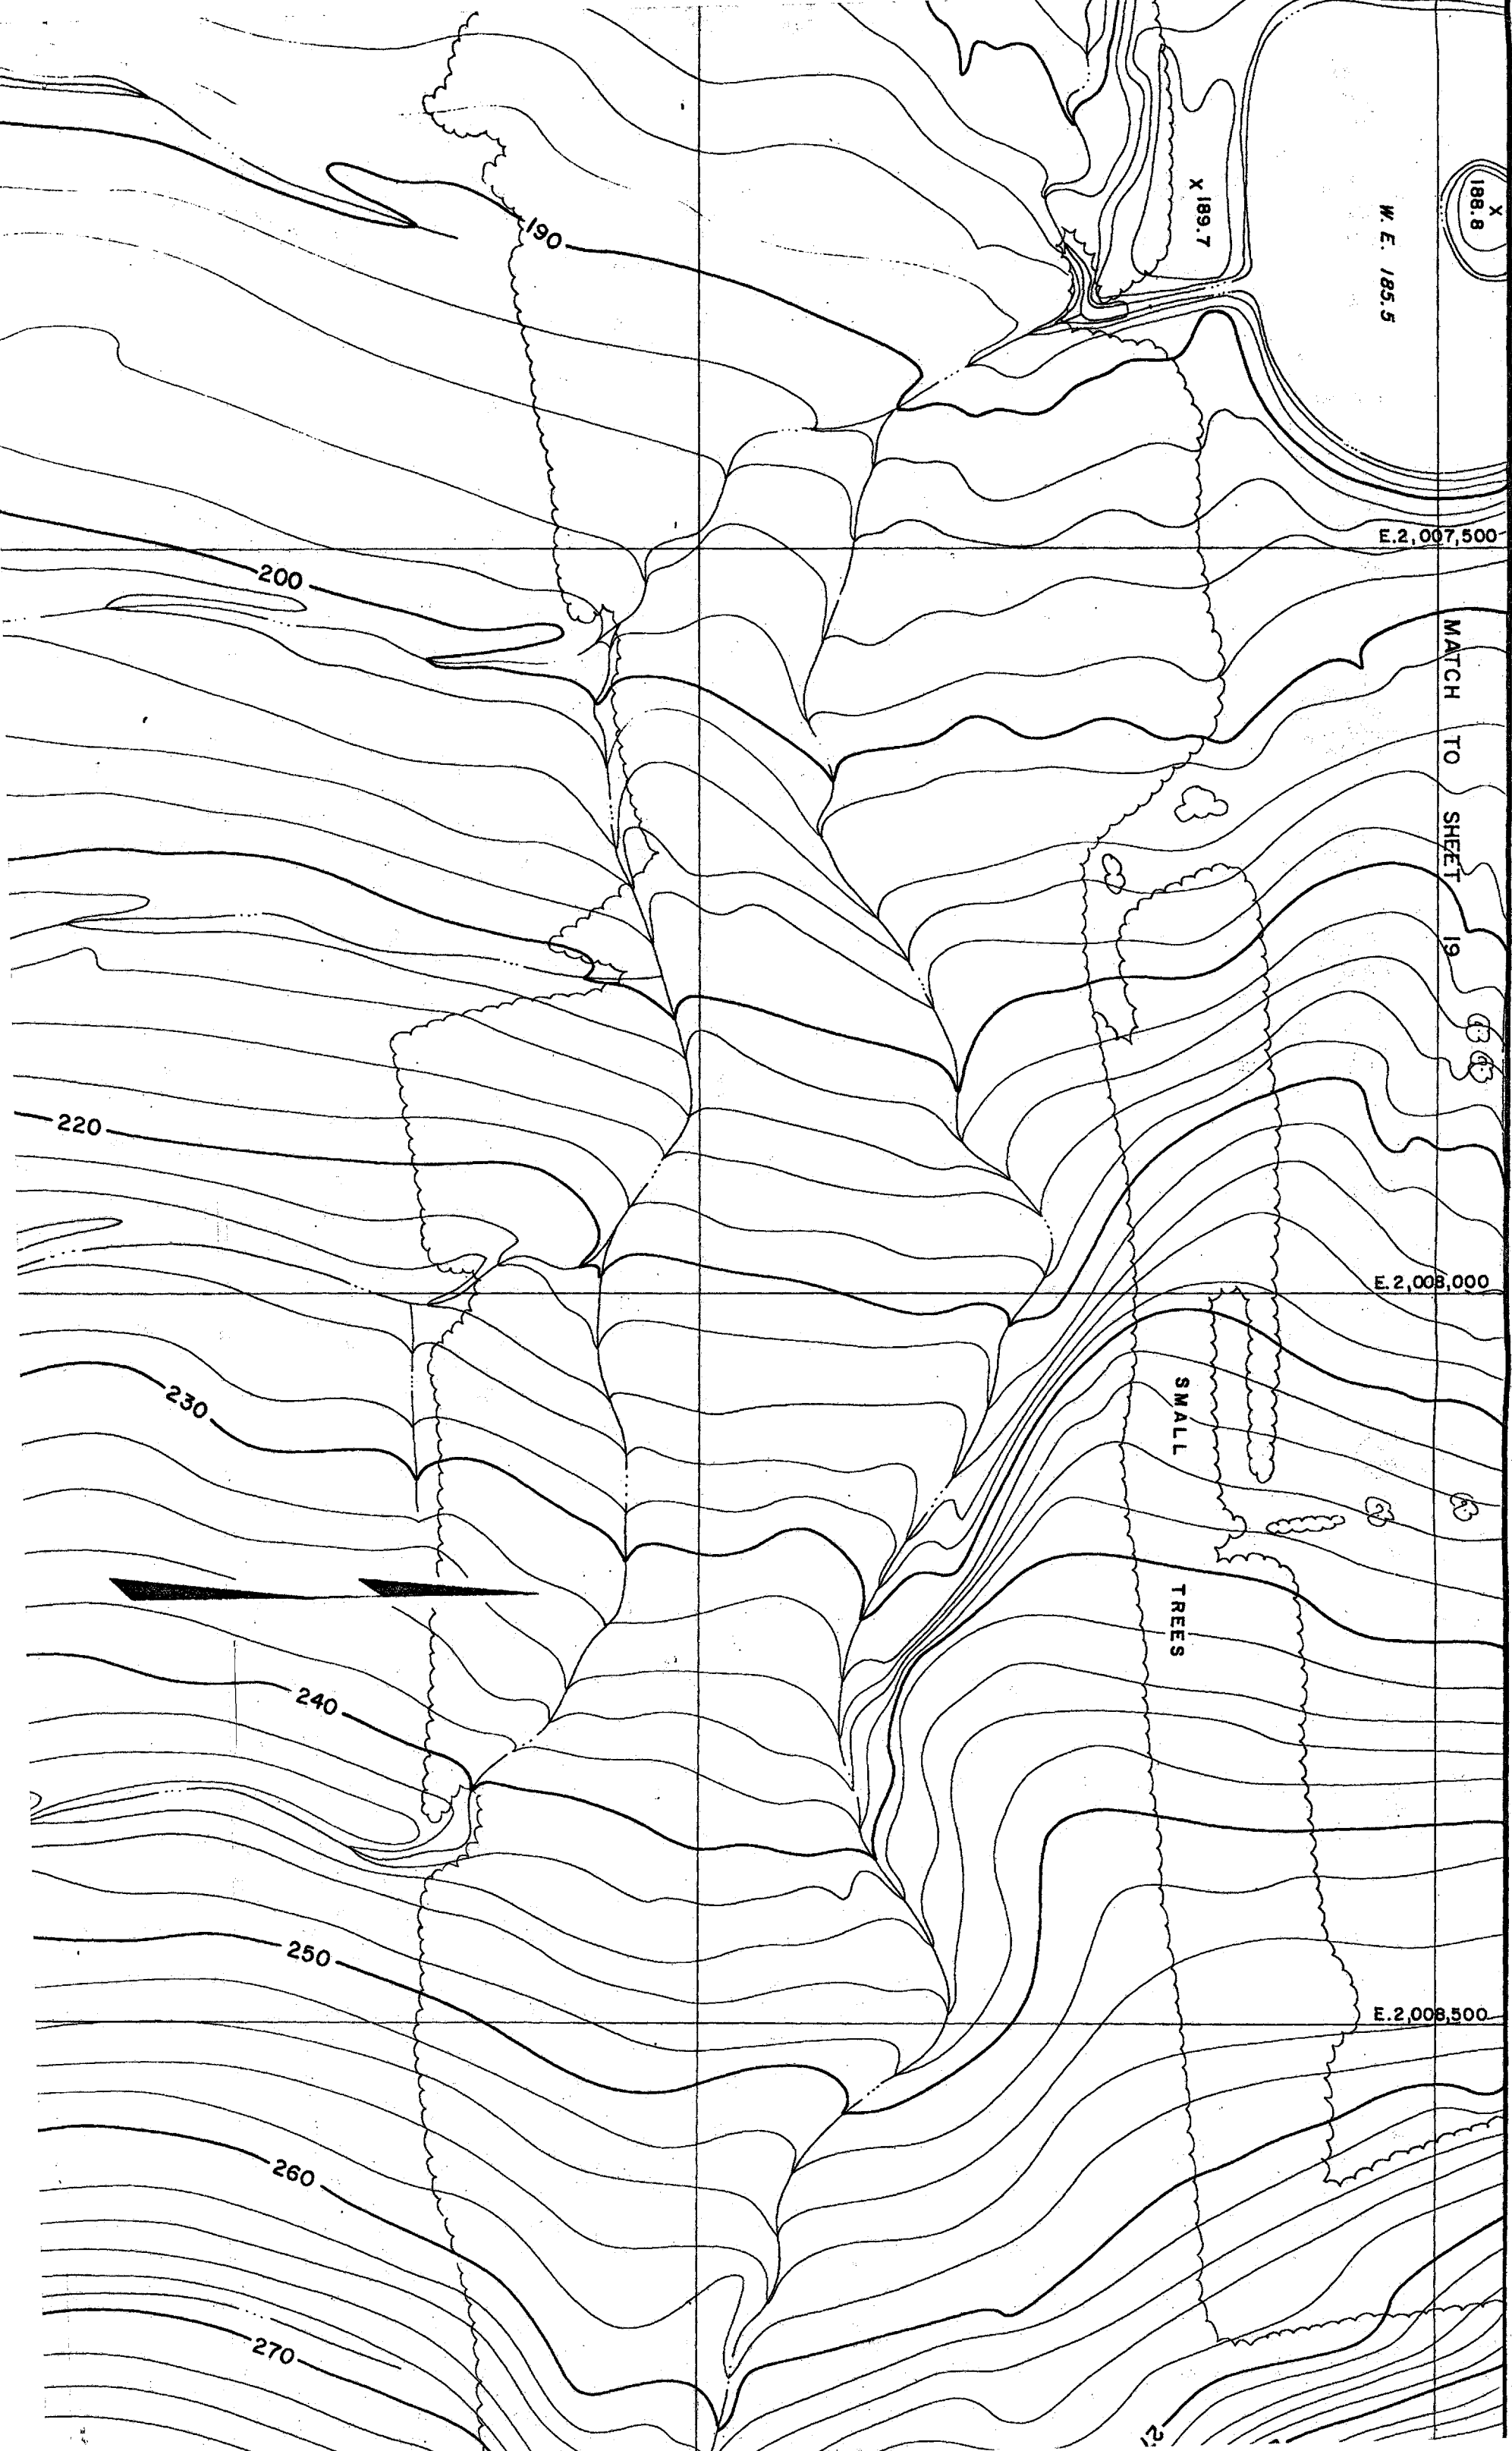 X 188.8
X 189.7
W. E. 185.5
190
E.2,007,500
200
MATCH TO SHEET 19
220
E.2,008,000
230
SMALL TREES
240
250
E.2,008,500
260
270